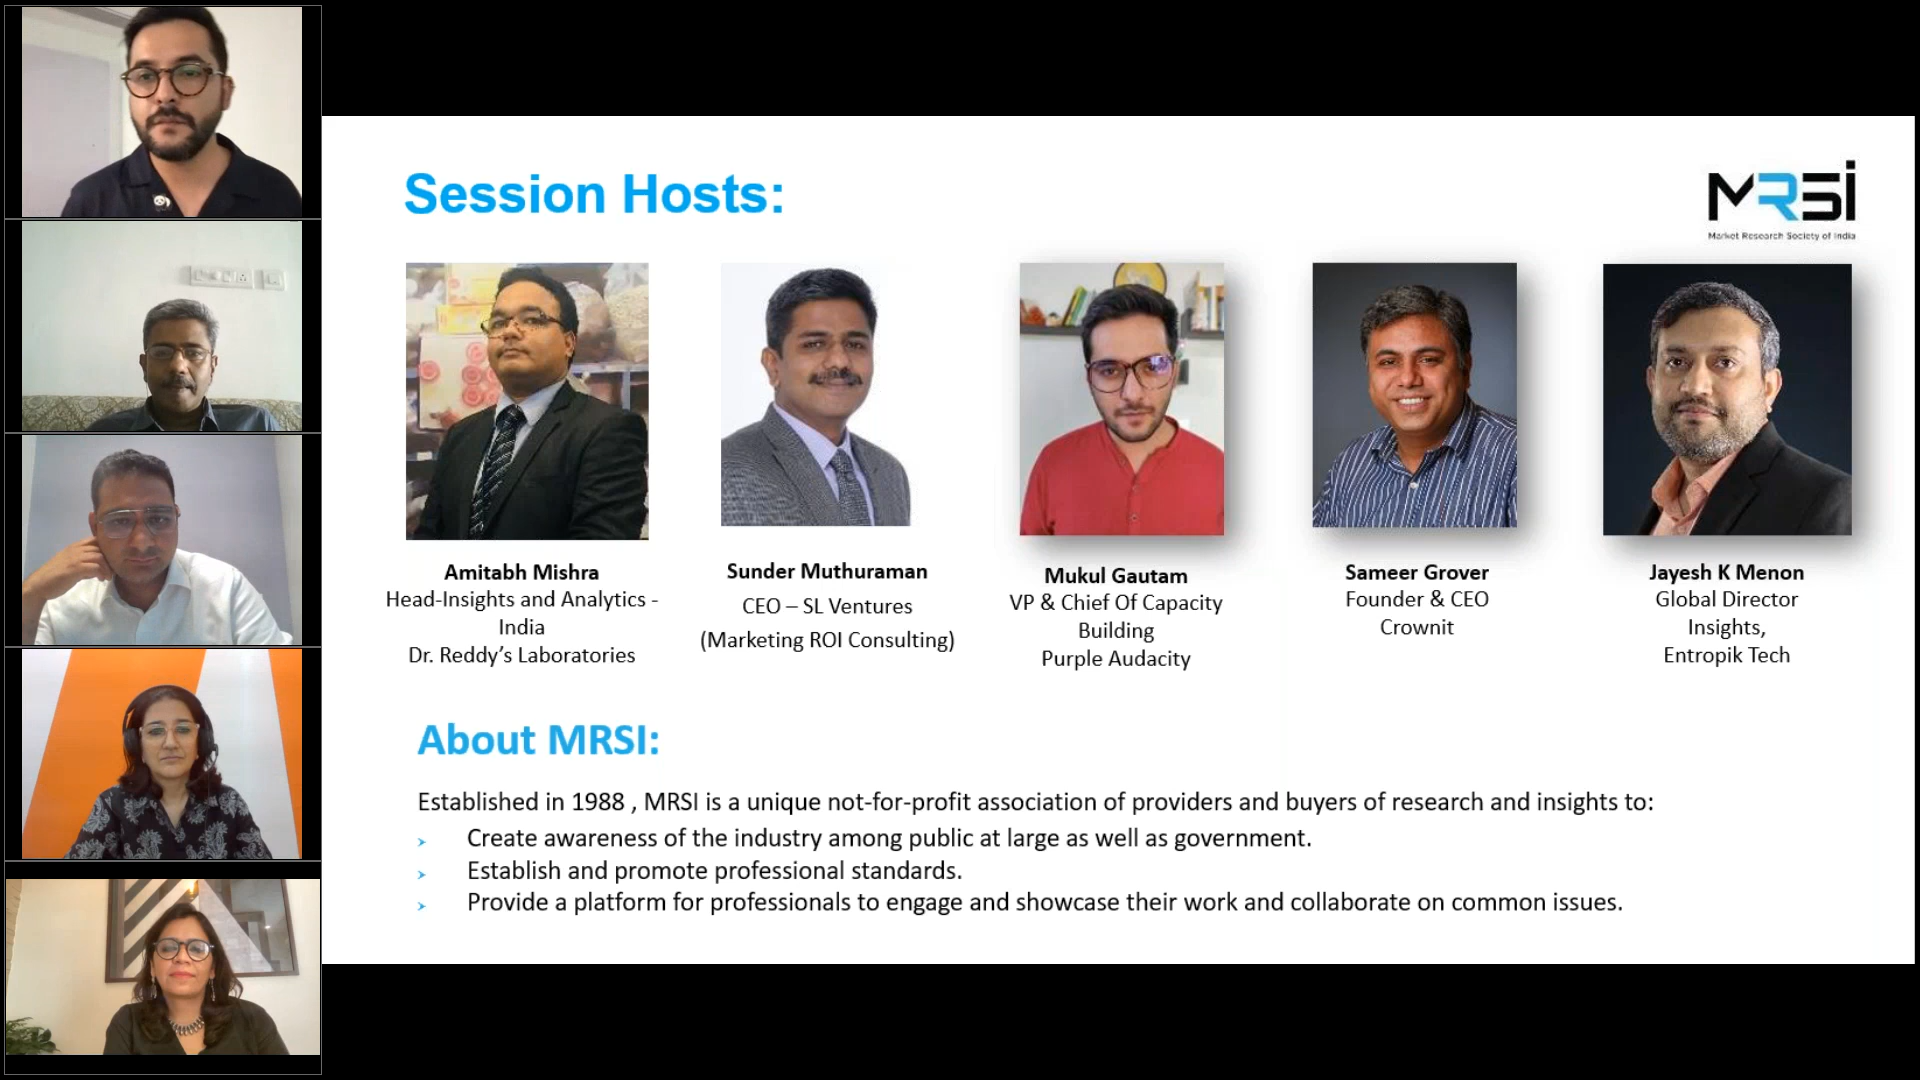 Session Hosts:
MRSI
Market Research Society of India
Amitabh Mishra
Head-Insights and Analytics -
India
Dr. Reddy’s Laboratories
Sunder Muthuraman
CEO – SL Ventures
(Marketing ROI Consulting)
Mukul Gautam
VP & Chief Of Capacity
Building
Purple Audacity
Sameer Grover
Founder & CEO
Crownit
Jayesh K Menon
Global Director
Insights,
Entropik Tech
About MRSI:
Established in 1988 , MRSI is a unique not-for-profit association of providers and buyers of research and insights to:
Create awareness of the industry among public at large as well as government.
Establish and promote professional standards.
Provide a platform for professionals to engage and showcase their work and collaborate on common issues.